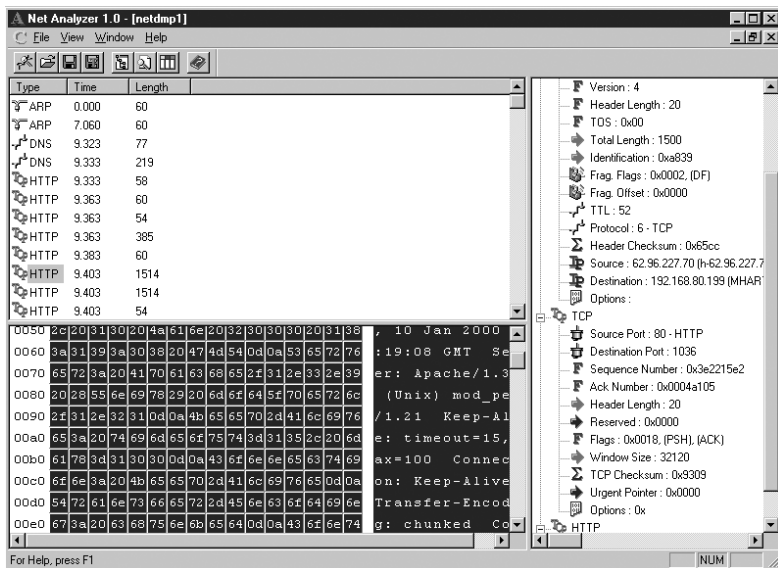 Net Analyzer 1.0 - [netdmp1]
File View Window Help
Type Time Length
ARP 0.000 60
ARP 7.060 60
DNS 9.323 77
DNS 9.333 219
HTTP 9.333 58
HTTP 9.363 60
HTTP 9.363 54
HTTP 9.363 385
HTTP 9.383 60
HTTP 9.403 1514
HTTP 9.403 1514
HTTP 9.403 54
0050 2c 20 31 30 20 4a 61 6e 20 32 30 30 30 20 31 38 , 10 Jan 2000
0060 3a 31 39 3a 30 38 20 47 4d 54 0d 0a 53 65 72 76 :19:08 GMT Se
0070 65 72 3a 20 41 70 61 63 68 65 2f 31 2e 33 2e 39 er: Apache/1.3
0080 20 28 55 6e 69 78 29 20 6d 6f 64 5f 70 65 72 6c (Unix) mod_pe
0090 2f 31 2e 32 31 0d 0a 4b 65 65 70 2d 41 6c 69 76 /1.21 Keep-Al
00a0 65 3a 20 74 69 6d 65 6f 75 74 3d 31 35 2c 20 6d e: timeout=15,
00b0 61 78 3d 31 30 30 0d 0a 43 6f 6e 6e 65 63 74 69 ax=100 Connec
00c0 6f 6e 3a 20 4b 65 65 70 2d 41 6c 69 76 65 0d 0a on: Keep-Alive
00d0 54 72 61 6e 73 66 65 72 2d 45 6e 63 6f 64 69 6e Transfer-Encod
00e0 67 3a 20 63 68 75 6e 6b 65 64 0d 0a 43 6f 6e 74 g: chunked Co
Version : 4
Header Length : 20
TOS : 0x00
Total Length : 1500
Identification : 0xa839
Frag. Flags : 0x0002, (DF)
Frag. Offset : 0x0000
TTL : 52
Protocol : 6 - TCP
Header Checksum : 0x65cc
Source : 62.96.227.70 (h-62.96.227.7
Destination : 192.168.80.199 (MHAR
Options :
TCP
Source Port : 80 - HTTP
Destination Port : 1036
Sequence Number : 0x3e2215e2
Ack Number : 0x0004a105
Header Length : 20
Reserved : 0x0000
Flags : 0x0018, (PSH), (ACK)
Window Size : 32120
TCP Checksum : 0x9309
Urgent Pointer : 0x0000
Options : 0x
HTTP
For Help, press F1
NUM